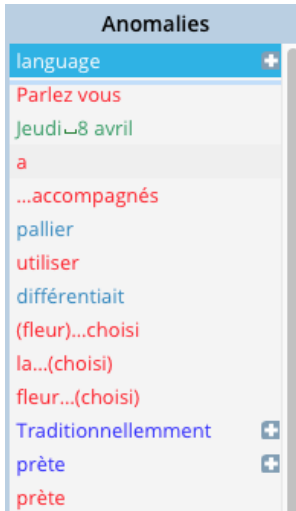 Anomalies
language
Parlez vous
Jeudi⎵8 avril
a
...accompagnés
pallier
utiliser
différentiait
(fleur)...choisi
la...(choisi)
fleur...(choisi)
Traditionnellemment
prète
prète